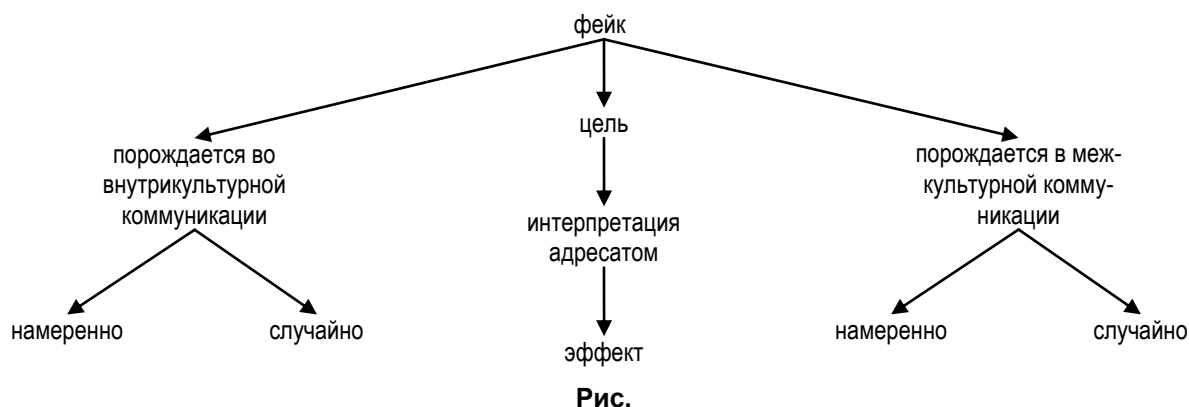 фейк
цель
порождается во
внутрикультурной
коммуникации
интерпретация
адресатом
порождается в меж-
культурной комму-
никации
намеренно
случайно
эффект
намеренно
случайно
Рис.